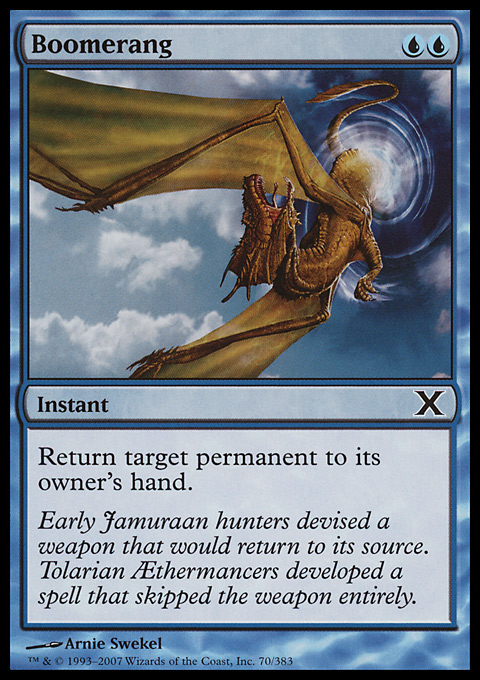 Boomerang
Instant
X
Return target permanent to its
owner's hand.
Early Jamuraan hunters devised a
weapon that would return to its source.
Tolarian Æthermancers developed a
spell that skipped the weapon entirely.
Arnie Swekel
™ & © 1993–2007 Wizards of the Coast, Inc. 70/383